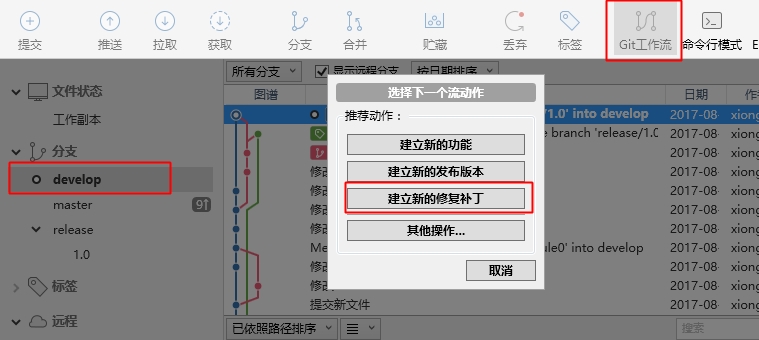 提交 推送 拉取 获取 分支 合并 贮藏 丢弃 标签 Git工作流 命令行模式
所有分支 显示远程分支 按日期排序
选择下一个流动作
文件状态
图谱 日期 作
工作副本
/1.0' into develop 2017-08- xiong
推荐动作：
e branch 'release/1.0 2017-08- xiong
建立新的功能
分支
2017-08- xiong
develop
修 建立新的发布版本 2017-08- xiong
master 9
修改 建立新的修复补丁 2017-08- xiong
修改 2017-08- xiong
release
其他操作...
修改 2017-08- xiong
1.0
Me ule0' into develop 2017-08- xiong
修改 取消 2017-08- xiong
标签
修改 2017-08- xiong
提交新文件 2017-08- xiong
远程
已依照路径排序 搜索